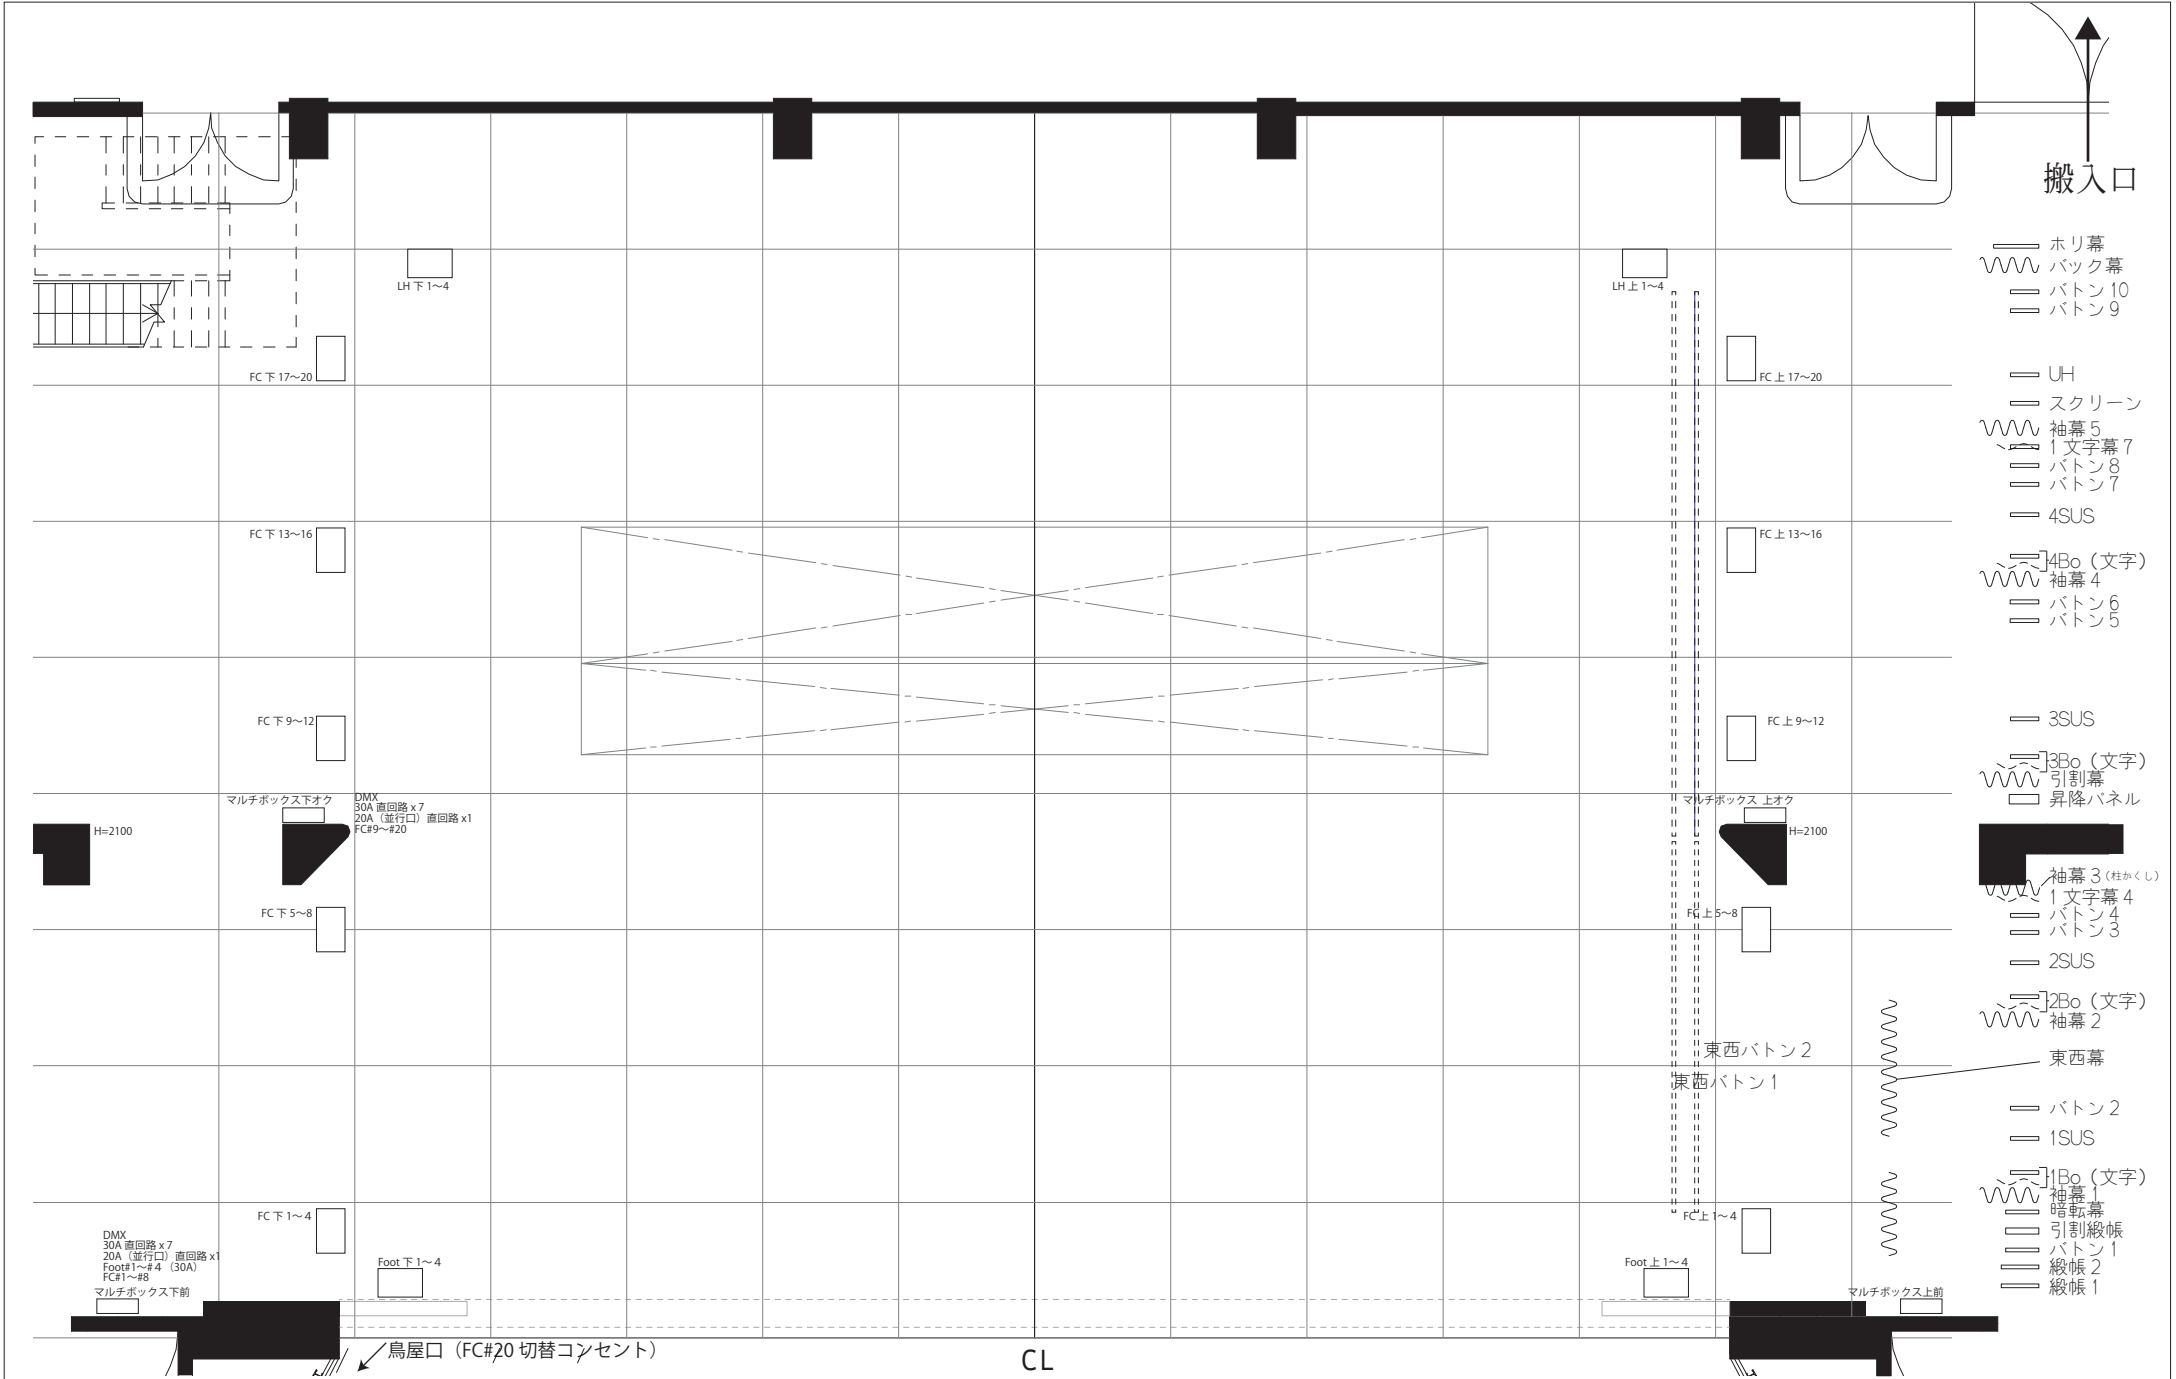 搬入口
ホリ幕
バック幕
バトン10
バトン9
UH
スクリーン
袖幕5
1文字幕7
バトン8
バトン7
4SUS
4Bo（文字）
袖幕4
バトン6
バトン5
3SUS
3Bo（文字）
引割幕
昇降パネル
袖幕3（柱かくし）
1文字幕4
バトン4
バトン3
2SUS
2Bo（文字）
袖幕2
東西幕
バトン2
1SUS
1Bo（文字）
袖幕1
暗転幕
引割緞帳
バトン1
緞帳2
緞帳1
LH 下 1〜4
LH 上 1〜4
FC 下 17〜20
FC 上 17〜20
FC 下 13〜16
FC 上 13〜16
FC 下 9〜12
FC 上 9〜12
マルチボックス下オク
DMX
30A 直回路 x 7
20A（並行口）直回路 x1
FC#9〜#20
マルチボックス 上オク
H=2100
H=2100
FC 下 5〜8
FC 上 5〜8
東西バトン2
東西バトン1
FC 下 1〜4
FC 上 1〜4
DMX
30A 直回路 x 7
20A（並行口）直回路 x1
Foot#1〜#4（30A）
FC#1〜#8
マルチボックス下前
Foot 下 1〜4
Foot 上 1〜4
マルチボックス上前
鳥屋口（FC#20 切替コンセント）
CL